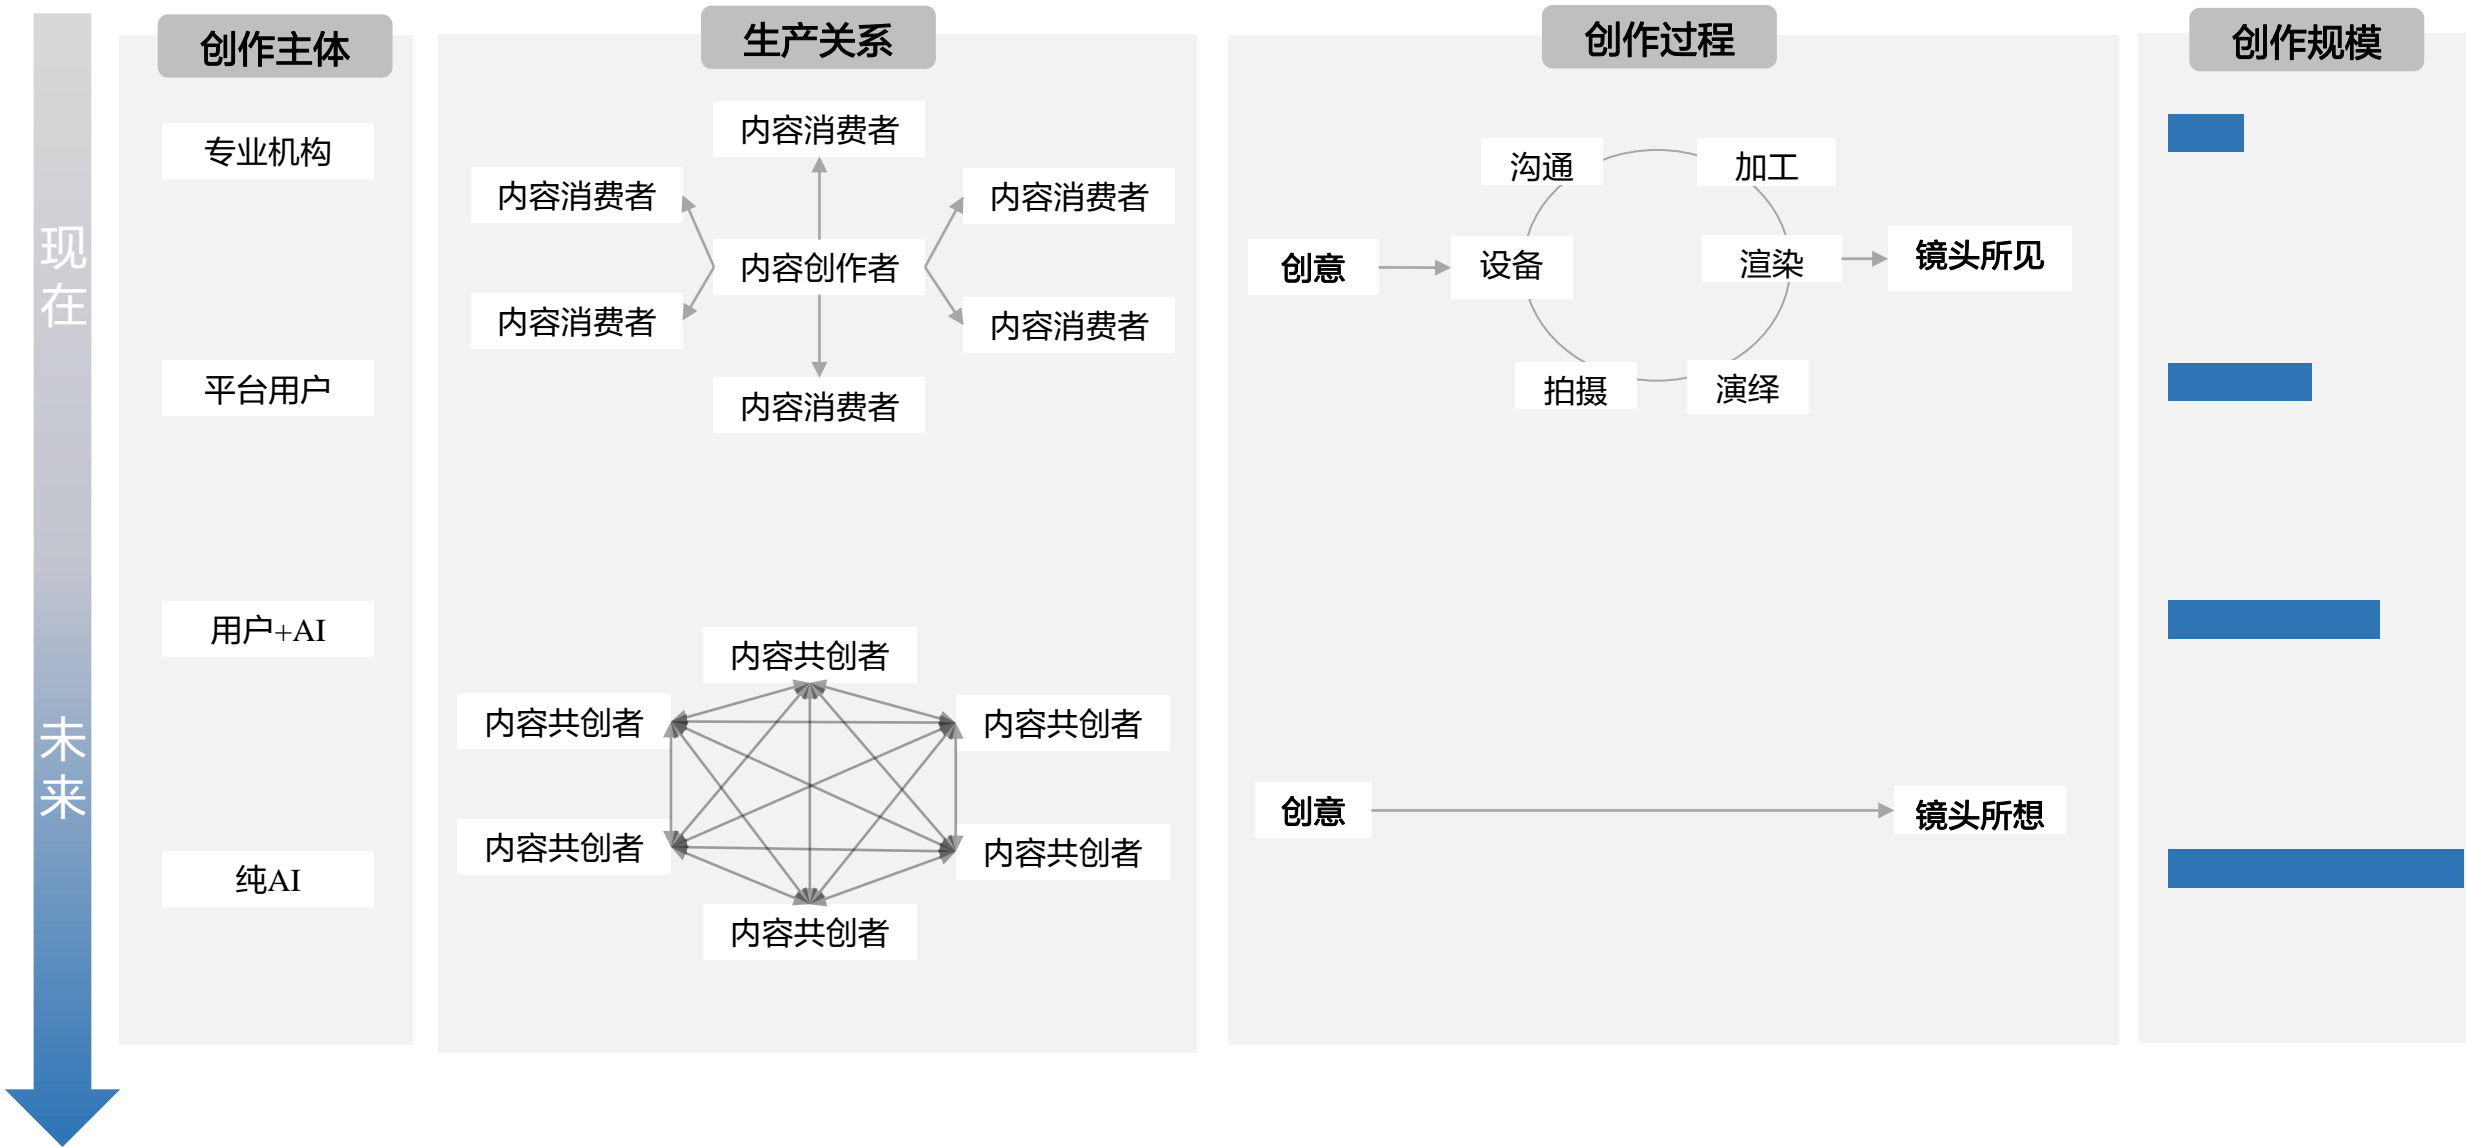 现在
未来
创作主体
专业机构
平台用户
用户+AI
纯AI
生产关系
内容消费者
内容消费者
内容消费者
内容创作者
内容消费者
内容消费者
内容消费者
内容共创者
内容共创者
内容共创者
内容共创者
内容共创者
内容共创者
创作过程
沟通
加工
创意
设备
渲染
镜头所见
拍摄
演绎
创意
镜头所想
创作规模